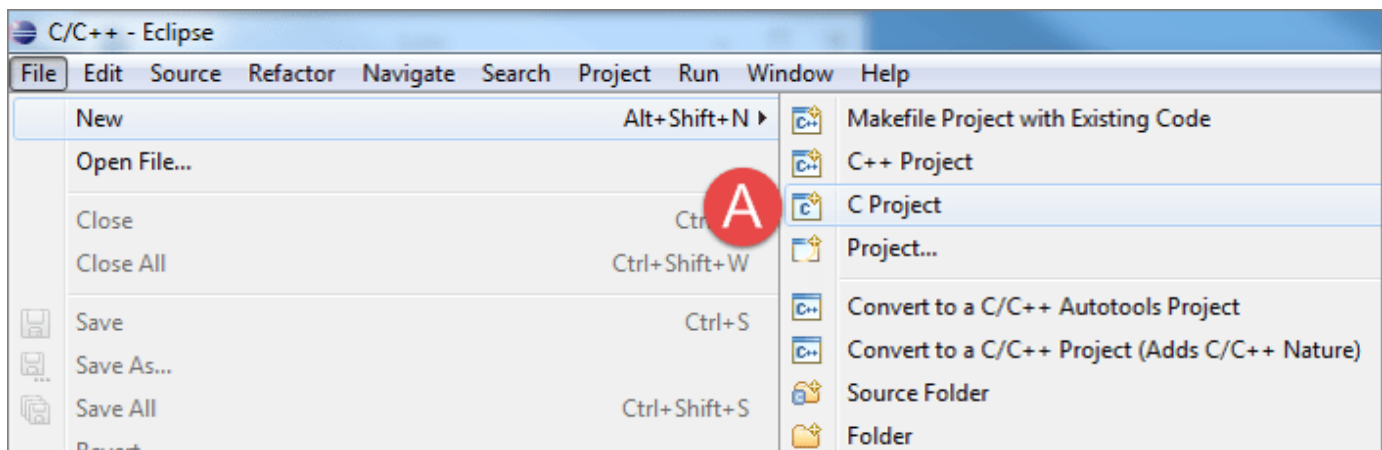 C/C++ - Eclipse
File Edit Source Refactor Navigate Search Project Run Window Help
New Alt+Shift+N
Open File...
Close
Close All Ctrl+Shift+W
Save Ctrl+S
Save As...
Save All Ctrl+Shift+S
A
Makefile Project with Existing Code
C++ Project
C Project
Project...
Convert to a C/C++ Autotools Project
Convert to a C/C++ Project (Adds C/C++ Nature)
Source Folder
Folder